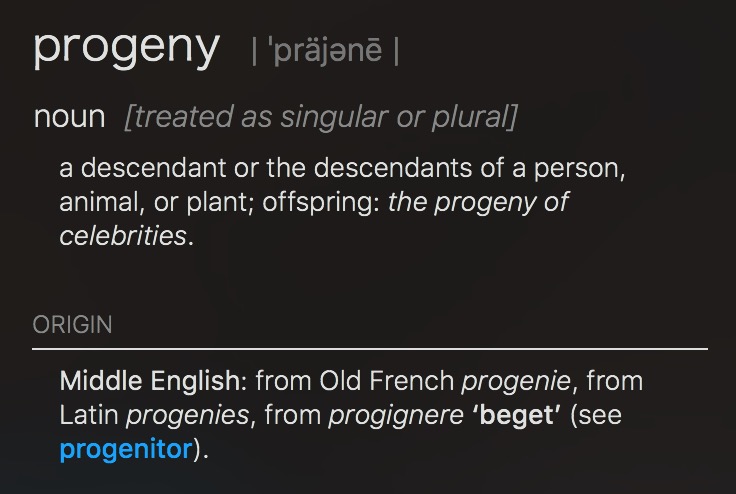 progeny | ˈpräjənē |
noun [treated as singular or plural]
a descendant or the descendants of a person,
animal, or plant; offspring: the progeny of
celebrities.
ORIGIN
Middle English: from Old French progenie, from
Latin progenies, from progignere ‘beget’ (see
progenitor).